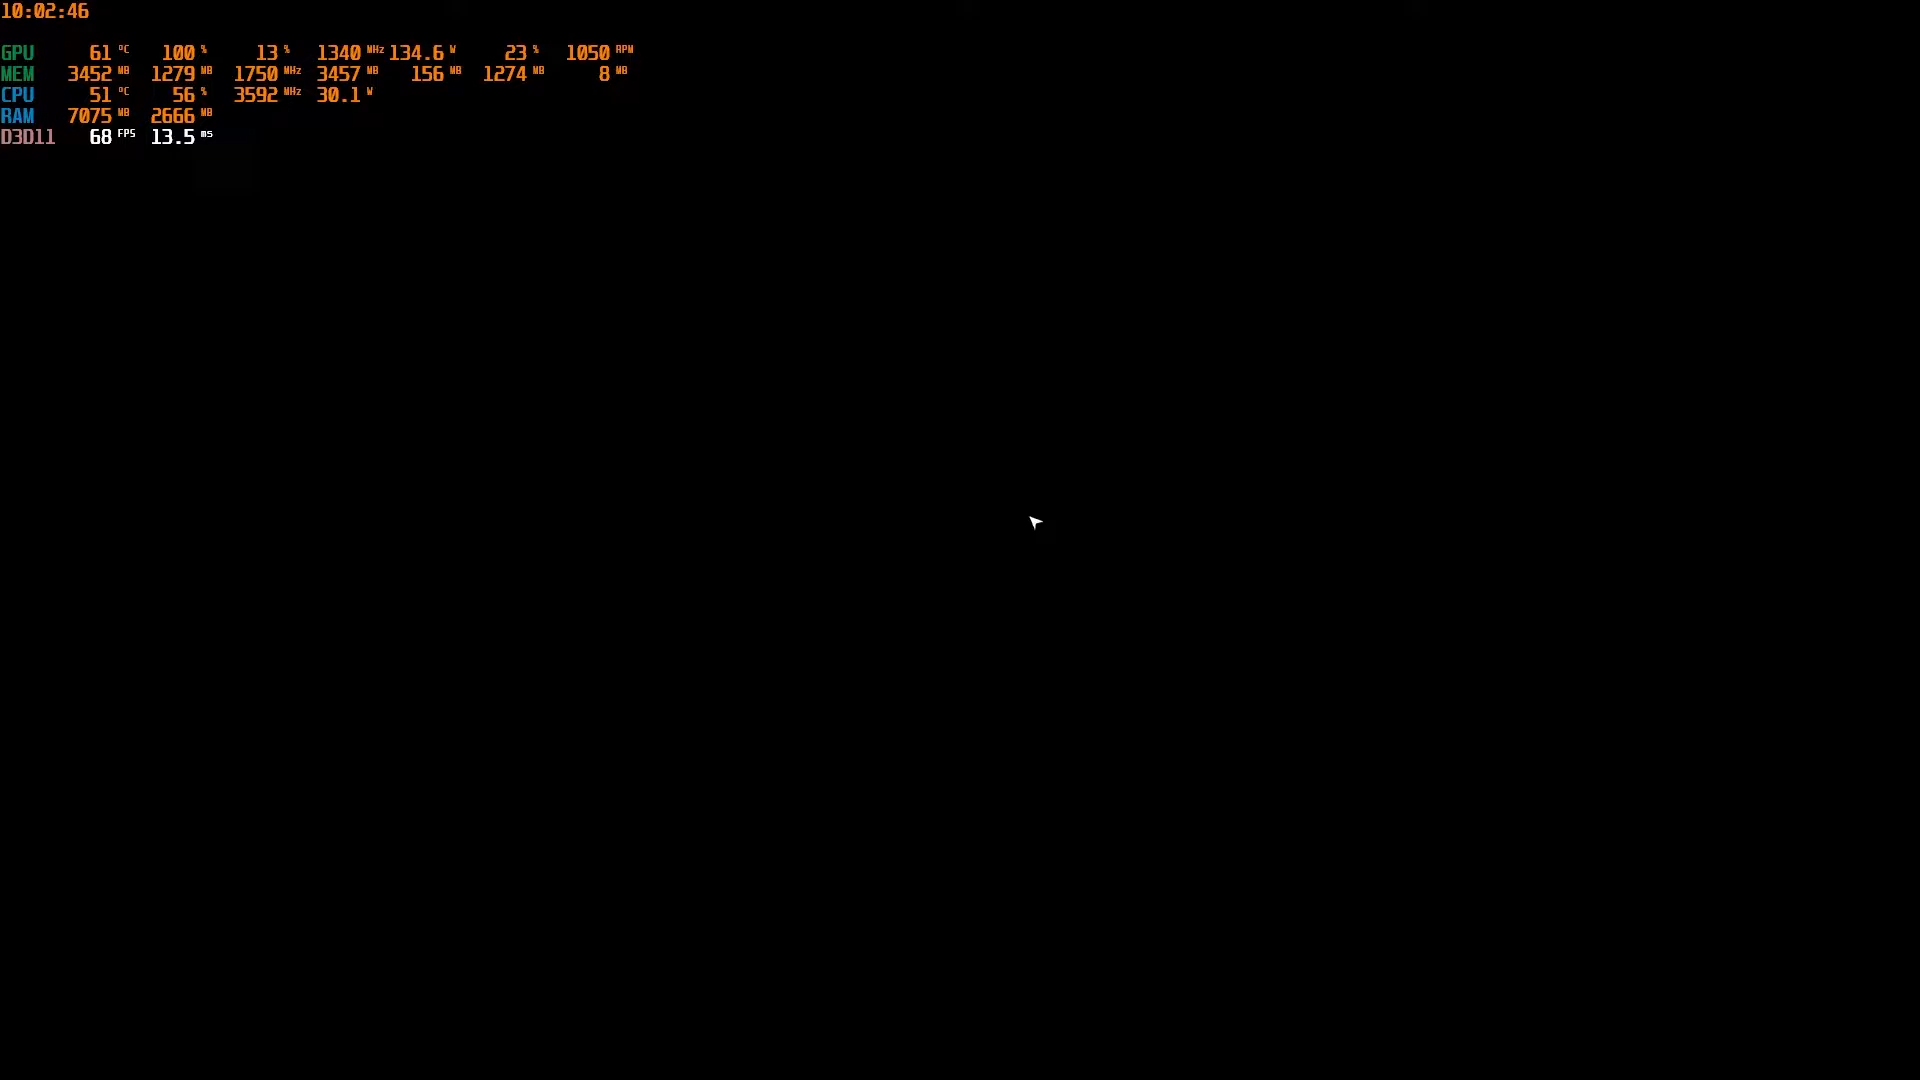 10:02:46
GPU 61 °C 100 % 13 % 1340 MHz 134.6 W 23 % 1050 RPM
MEM 3452 MB 1279 MB 1750 MHz 3457 MB 156 MB 1274 MB 8 MB
CPU 51 °C 56 % 3592 MHz 30.1 W
RAM 7075 MB 2666 MB
D3D11 68 FPS 13.5 ms